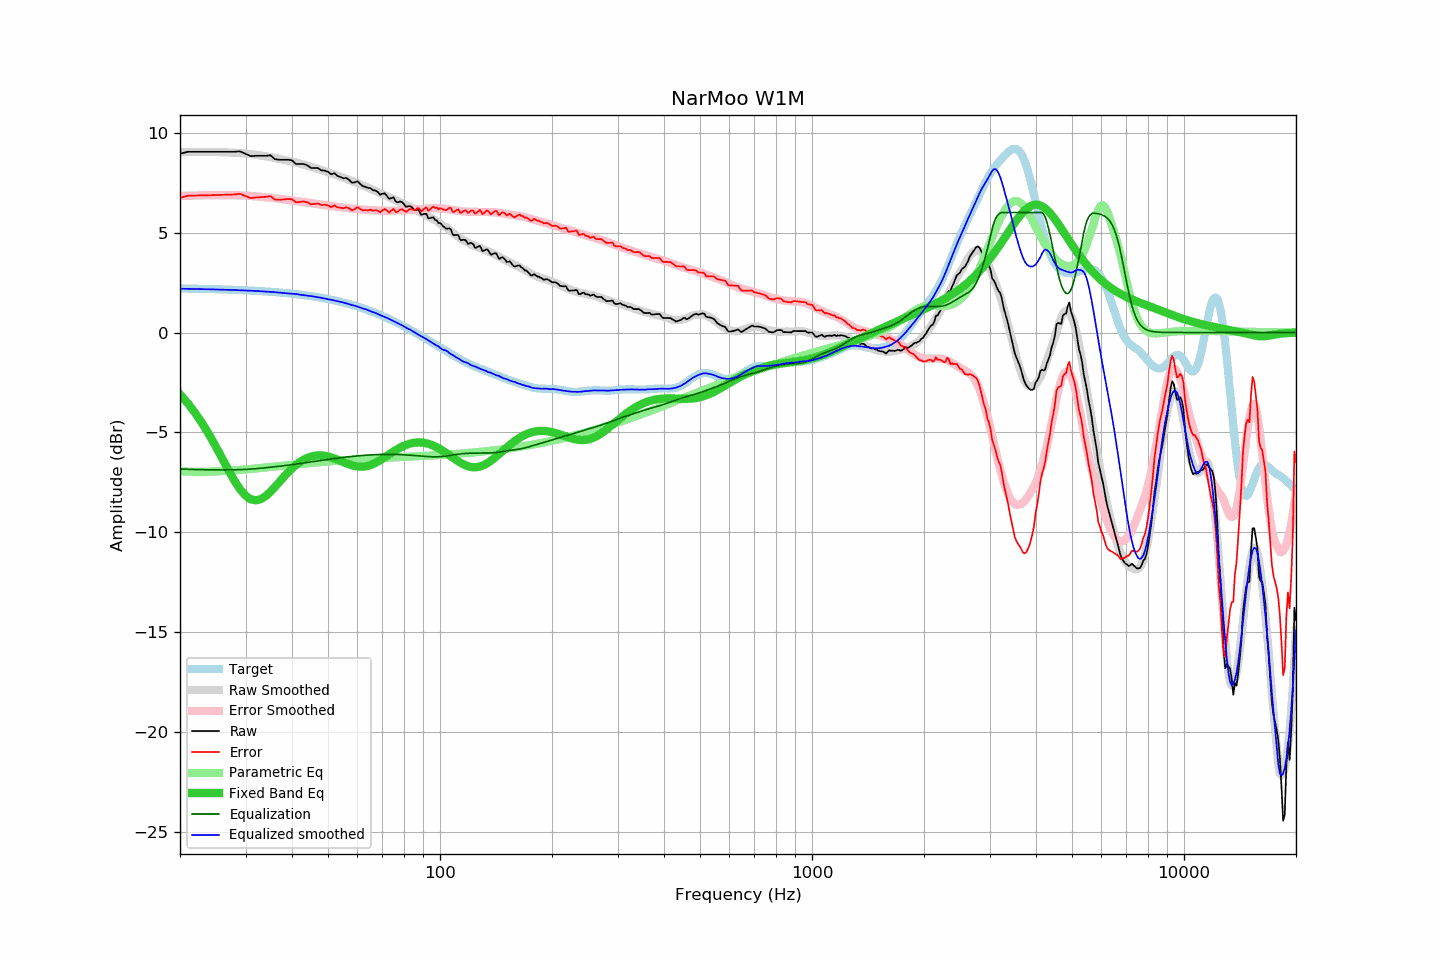 NarMoo W1M
Amplitude (dBr)
10
5
0
−5
−10
−15
−20
−25
Target
Raw Smoothed
Error Smoothed
Raw
Error
Parametric Eq
Fixed Band Eq
Equalization
Equalized smoothed
100
1000
10000
Frequency (Hz)